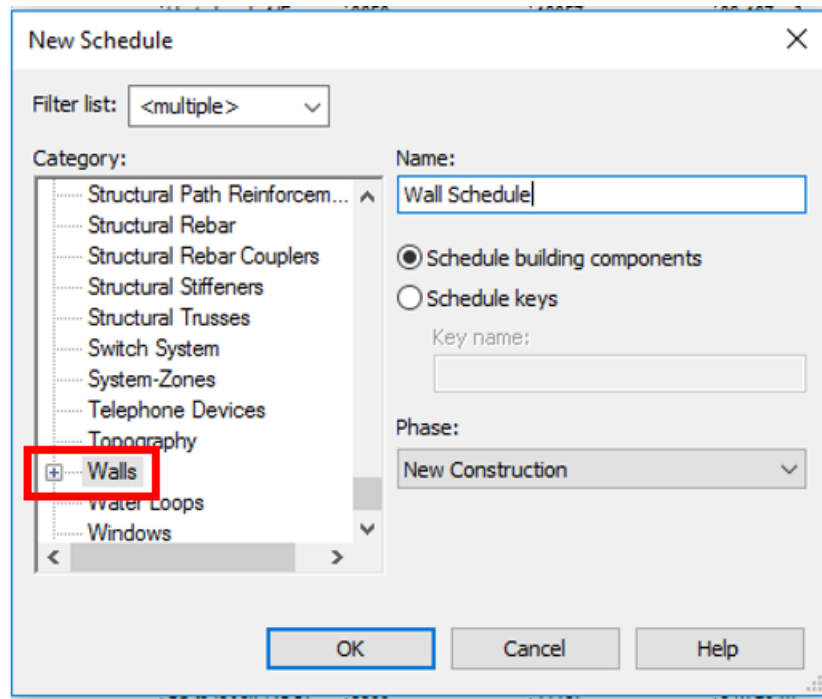 New Schedule
Filter list: <multiple>
Category:
Structural Path Reinforcem...
Structural Rebar
Structural Rebar Couplers
Structural Stiffeners
Structural Trusses
Switch System
System-Zones
Telephone Devices
Topography
Walls
Water Loops
Windows
Name:
Wall Schedule
Schedule building components
Schedule keys
Key name:
Phase:
New Construction
OK Cancel Help